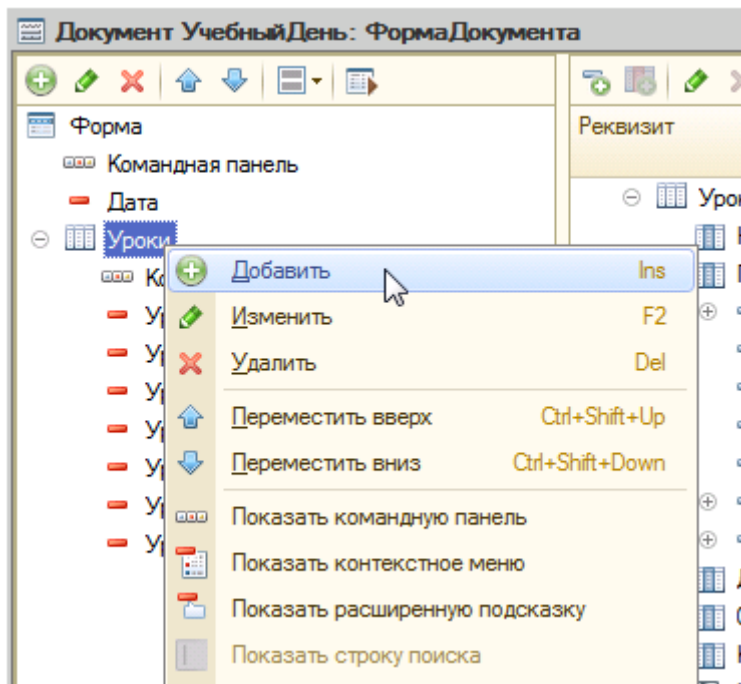 Документ УчебныйДень: ФормаДокумента
Форма
Командная панель
Дата
Уроки
Реквизит
Добавить Ins
Изменить F2
Удалить Del
Переместить вверх Ctrl+Shift+Up
Переместить вниз Ctrl+Shift+Down
Показать командную панель
Показать контекстное меню
Показать расширенную подсказку
Показать строку поиска